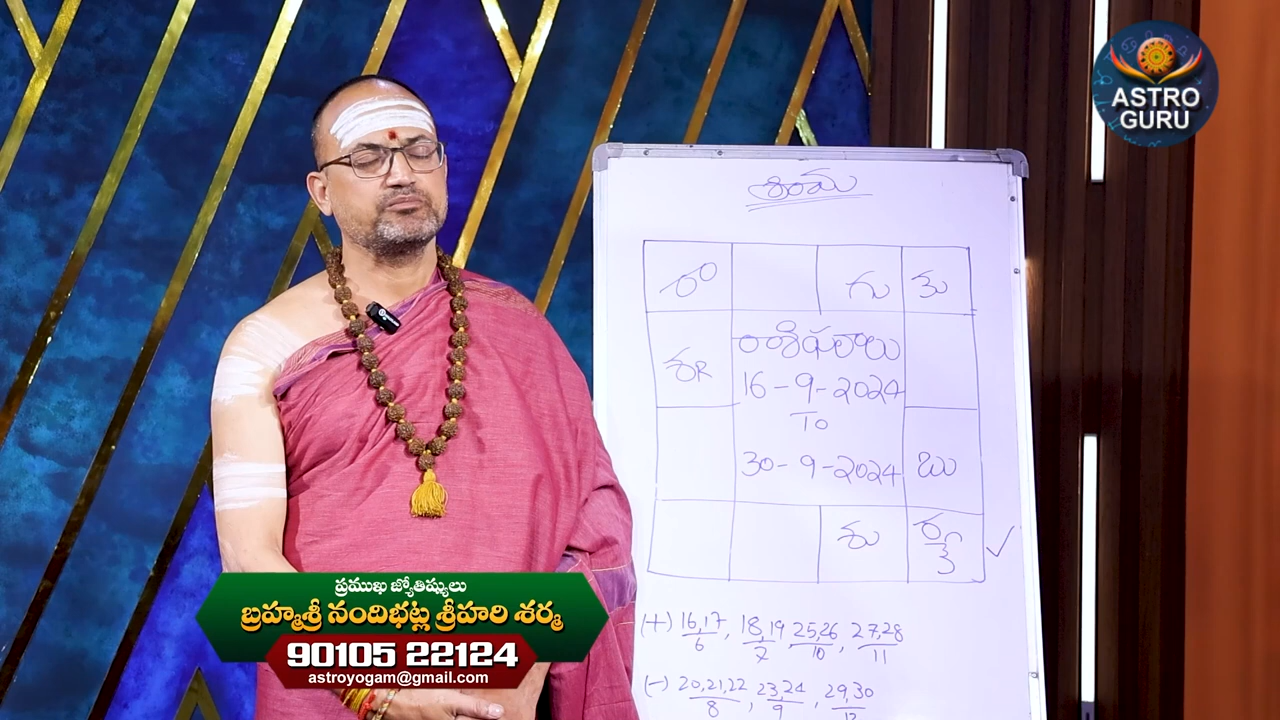 ASTRO
GURU
శ్రీరామ
రా గు కు
రాశిఫలాలు
శR 16-9-2024
To
30-9-2024 బు
శు ర/కే ✓
(+) 16,17/6, 18,19/7, 25,26/10, 27,28/11
(-) 20,21,22/8, 23,24/9, 29,30/12
ప్రముఖ జ్యోతిష్యులు
బ్రహ్మశ్రీ నందిభట్ల శ్రీహరి శర్మ
90105 22124
astroyogam@gmail.com